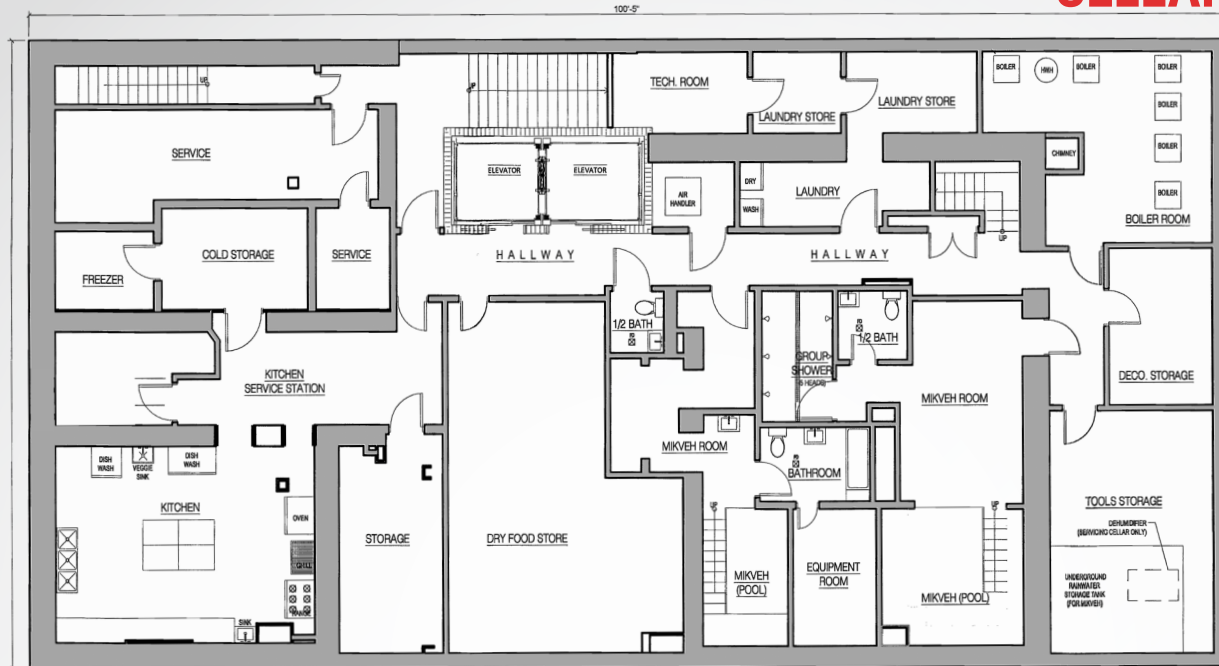 100'-5"
UP
TECH. ROOM
LAUNDRY STORE
LAUNDRY STORE
BOILER
HWH
BOILER
BOILER
BOILER
BOILER
BOILER
BOILER ROOM
CHIMNEY
SERVICE
ELEVATOR
ELEVATOR
AIR
HANDLER
DRY
WASH
LAUNDRY
UP
FREEZER
COLD STORAGE
SERVICE
HALLWAY
HALLWAY
1/2 BATH
1/2 BATH
GROUP
SHOWER
KITCHEN
SERVICE STATION
DECO. STORAGE
MIKVEH ROOM
MIKVEH ROOM
BATHROOM
DISH
WASH
VEGGIE
SINK
DISH
WASH
KITCHEN
OVEN
GRILL
RANGE
SINK
STORAGE
DRY FOOD STORE
UP
MIKVEH
(POOL)
EQUIPMENT
ROOM
UP
MIKVEH (POOL)
TOOLS STORAGE
DEHUMIDIFIER
(SERVICING CELLAR ONLY)
UNDERGROUND
RAINWATER
STORAGE TANK
(FOR MIKVEH)